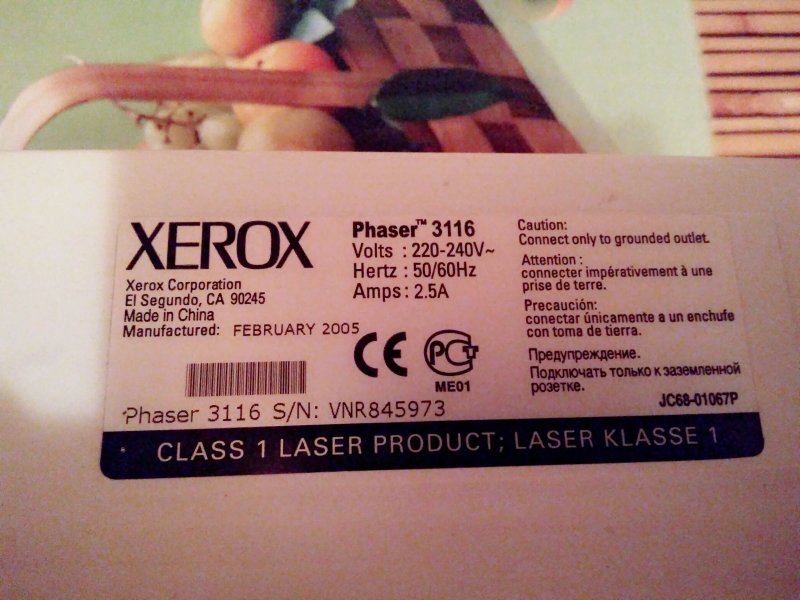 XEROX
Xerox Corporation
El Segundo, CA 90245
Made in China
Manufactured: FEBRUARY 2005
Phaser™ 3116
Volts : 220-240V~
Hertz : 50/60Hz
Amps : 2.5A
CE
РСТ
ME01
Caution:
Connect only to grounded outlet.
Attention :
connecter impérativement à une
prise de terre.
Precaución:
conectar únicamente a un enchufe
con toma de tierra.
Предупреждение.
Подключать только к заземленной
розетке.
JC68-01067P
Phaser 3116 S/N: VNR845973
CLASS 1 LASER PRODUCT; LASER KLASSE 1